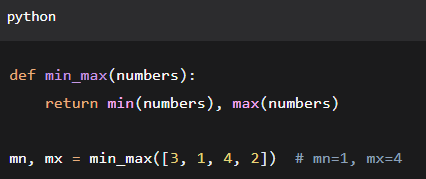 python
def min_max(numbers):
    return min(numbers), max(numbers)
mn, mx = min_max([3, 1, 4, 2])  # mn=1, mx=4